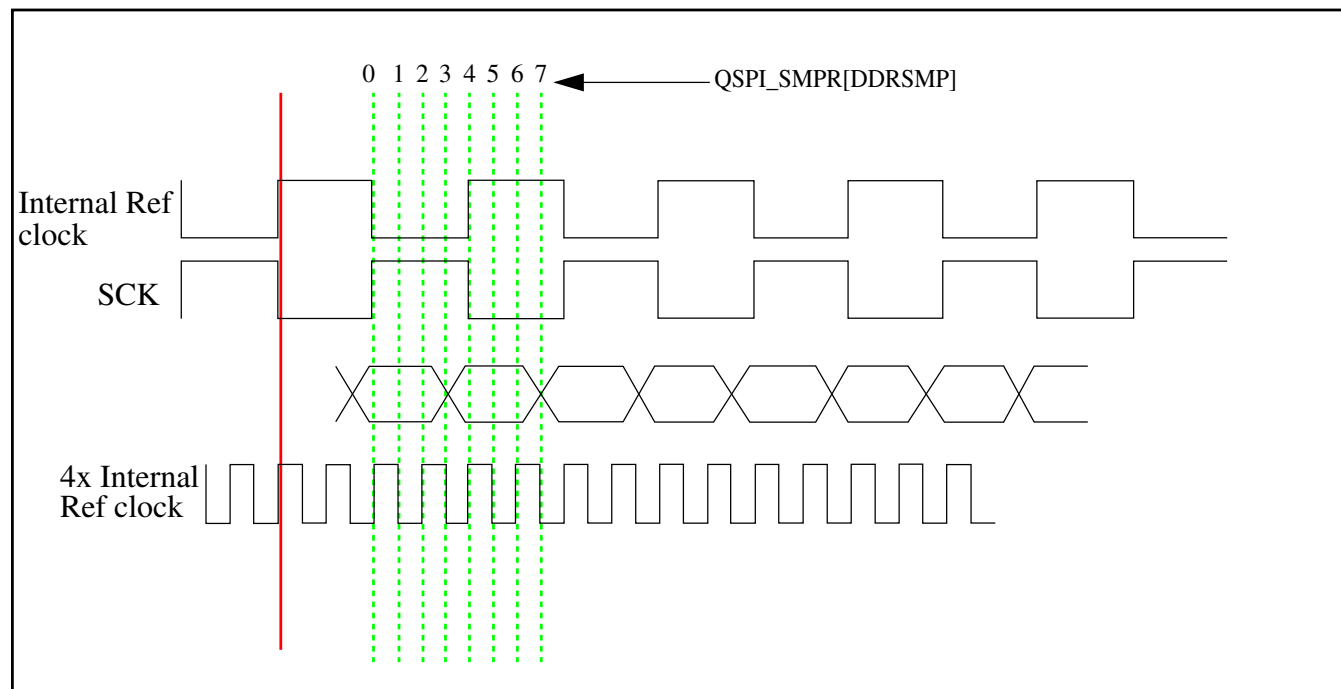 0 1 2 3 4 5 6 7
QSPI_SMPR[DDRSMP]
Internal Ref
clock
SCK
4x Internal
Ref clock